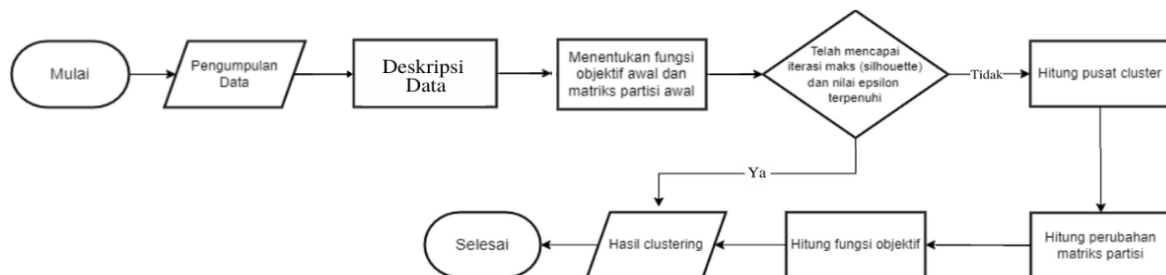 Mulai
Pengumpulan
Data
Deskripsi
Data
Menentukan fungsi
objektif awal dan
matriks partisi awal
Telah mencapai
iterasi maks (silhouette)
dan nilai epsilon
terpenuhi
Tidak
Hitung pusat cluster
Ya
Selesai
Hasil clustering
Hitung fungsi objektif
Hitung perubahan
matriks partisi